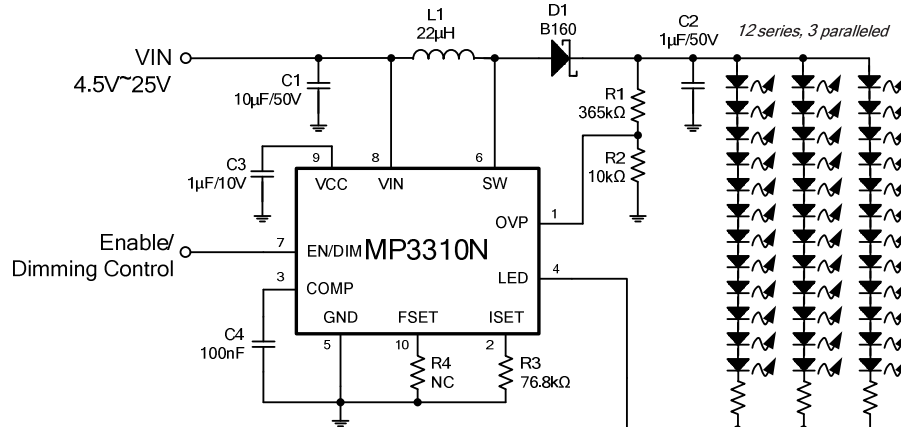 L1
22µH
D1
B160
C2
1µF/50V
12 series, 3 paralleled
VIN
4.5V~25V
C1
10µF/50V
R1
365kΩ
C3
1µF/10V
9
8
6
R2
10kΩ
VCC
VIN
SW
1
OVP
Enable/
Dimming Control
7
EN/DIM
MP3310N
4
LED
3
COMP
GND
FSET
ISET
C4
100nF
5
10
2
R4
NC
R3
76.8kΩ